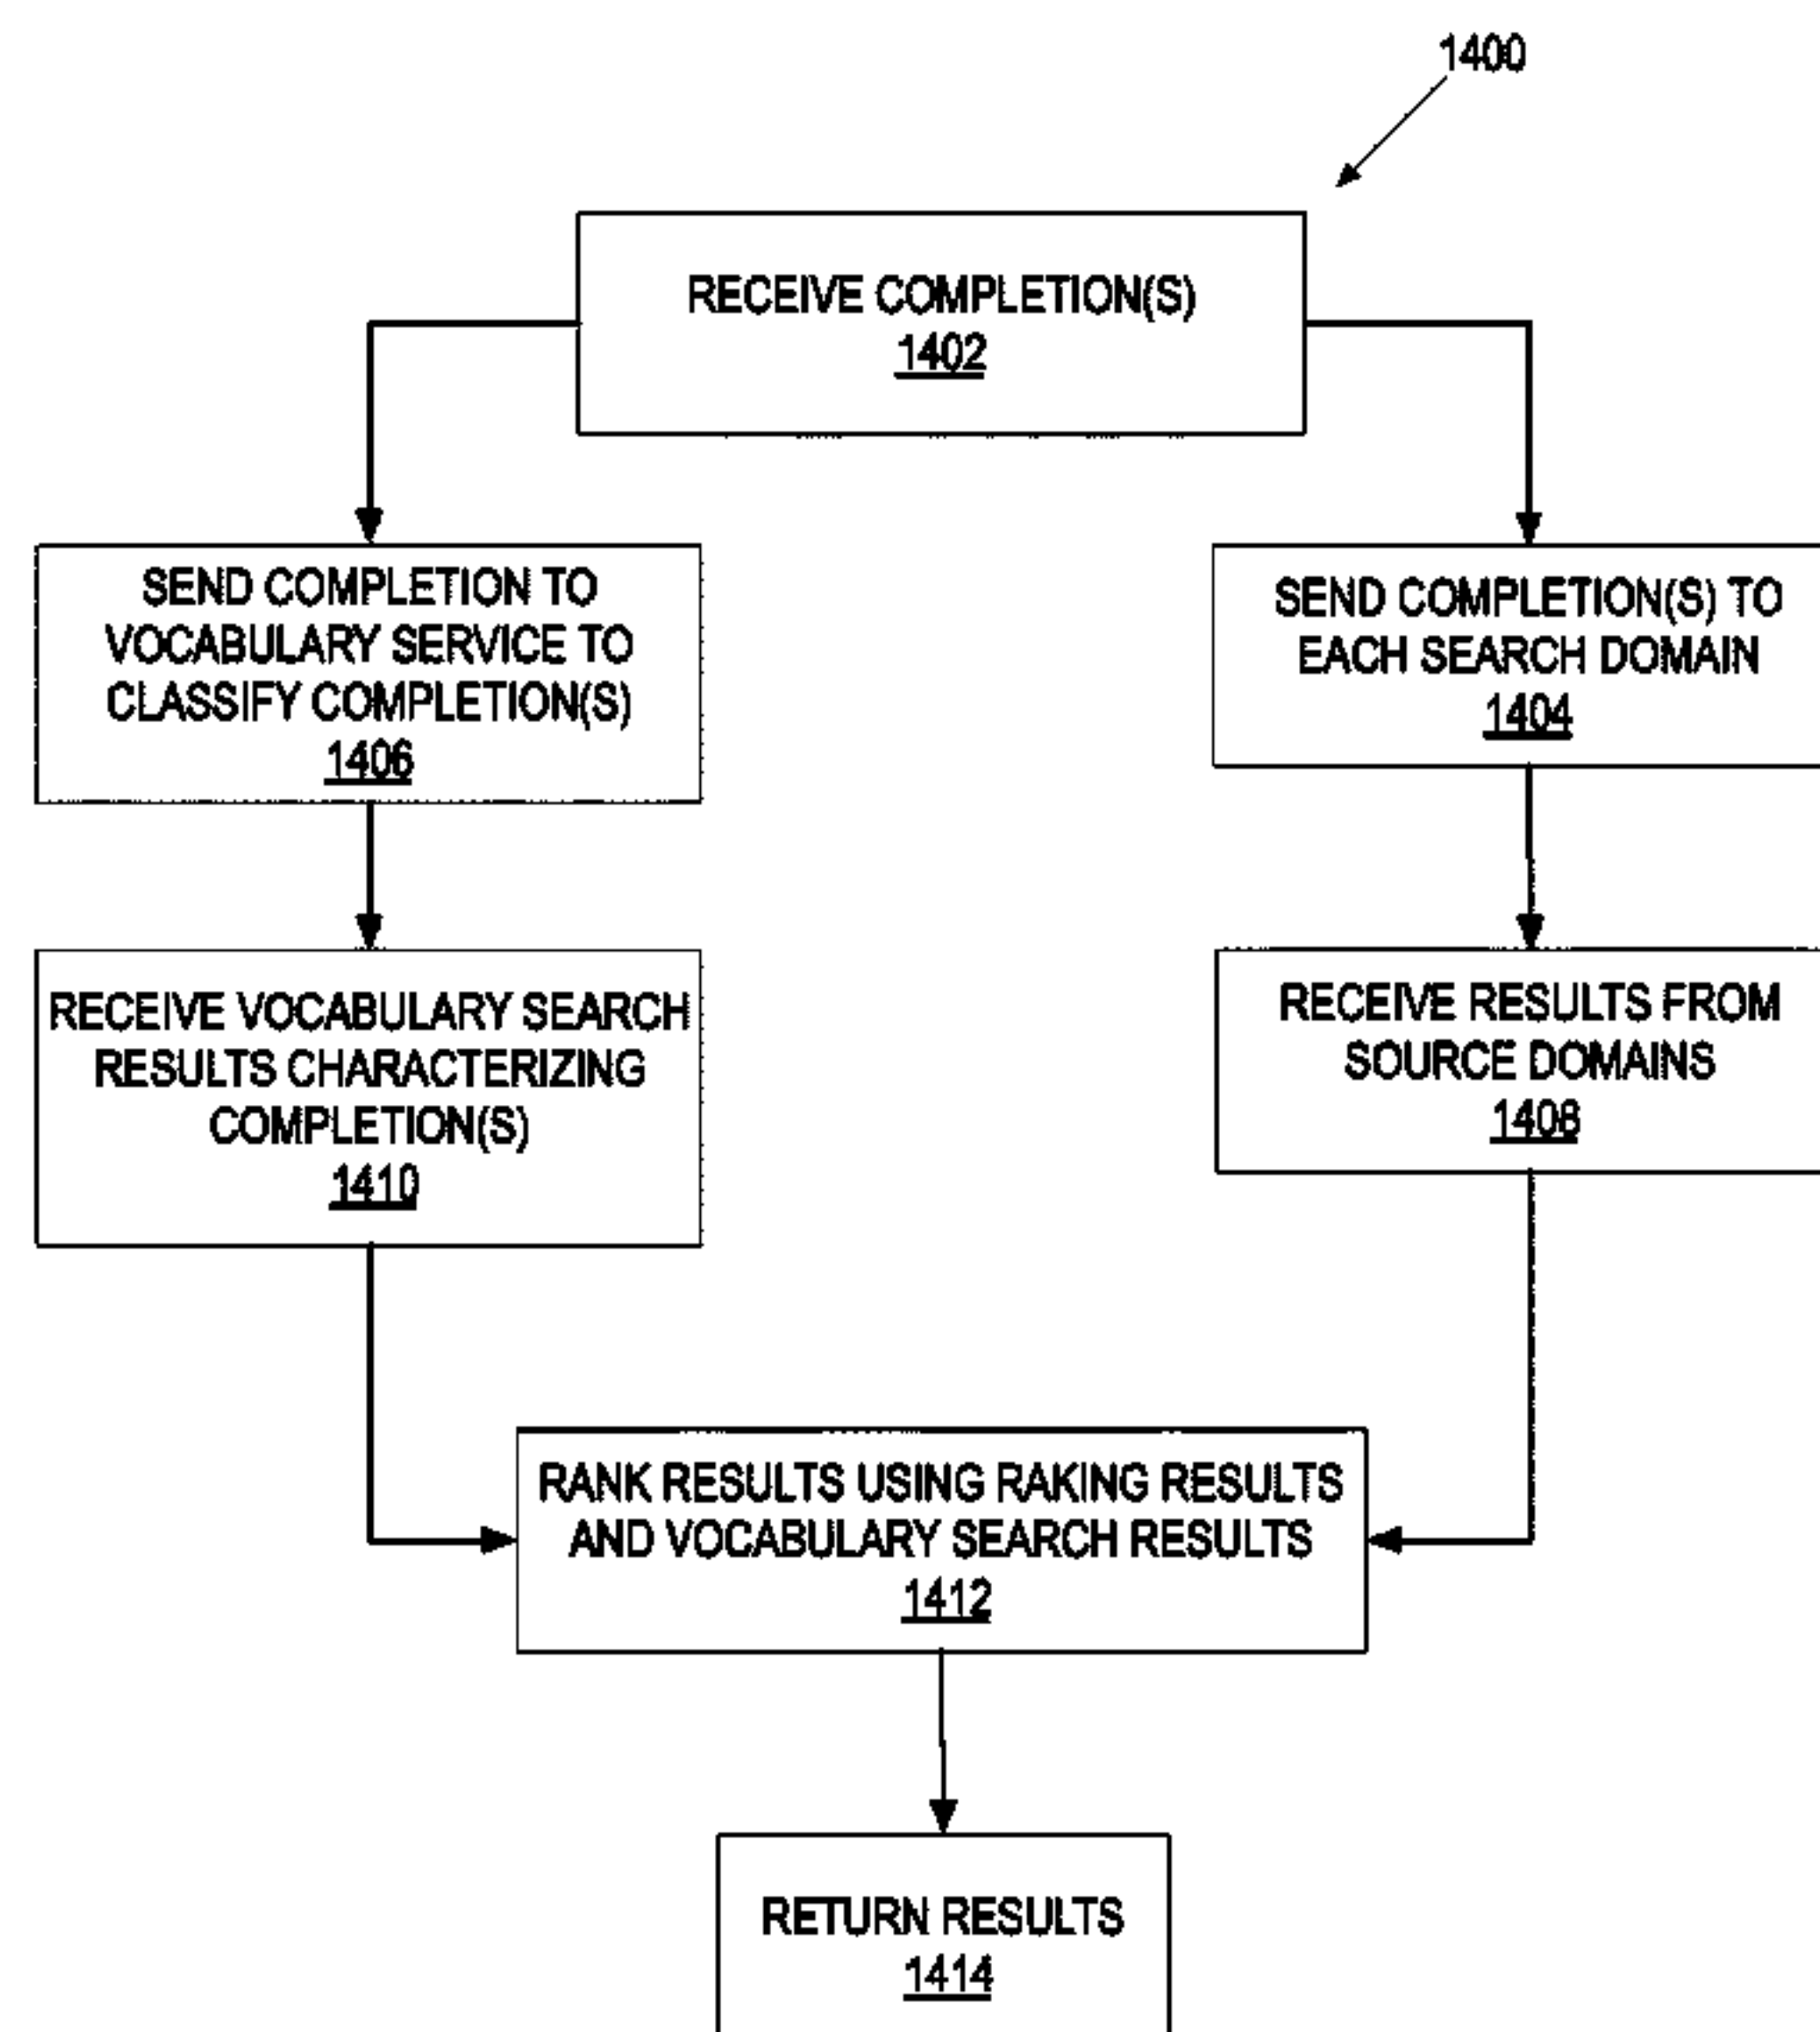 1400
RECEIVE COMPLETION(S)
1402
SEND COMPLETION TO
VOCABULARY SERVICE TO
CLASSIFY COMPLETION(S)
1406
SEND COMPLETION(S) TO
EACH SEARCH DOMAIN
1404
RECEIVE VOCABULARY SEARCH
RESULTS CHARACTERIZING
COMPLETION(S)
1410
RECEIVE RESULTS FROM
SOURCE DOMAINS
1408
RANK RESULTS USING RAKING RESULTS
AND VOCABULARY SEARCH RESULTS
1412
RETURN RESULTS
1414